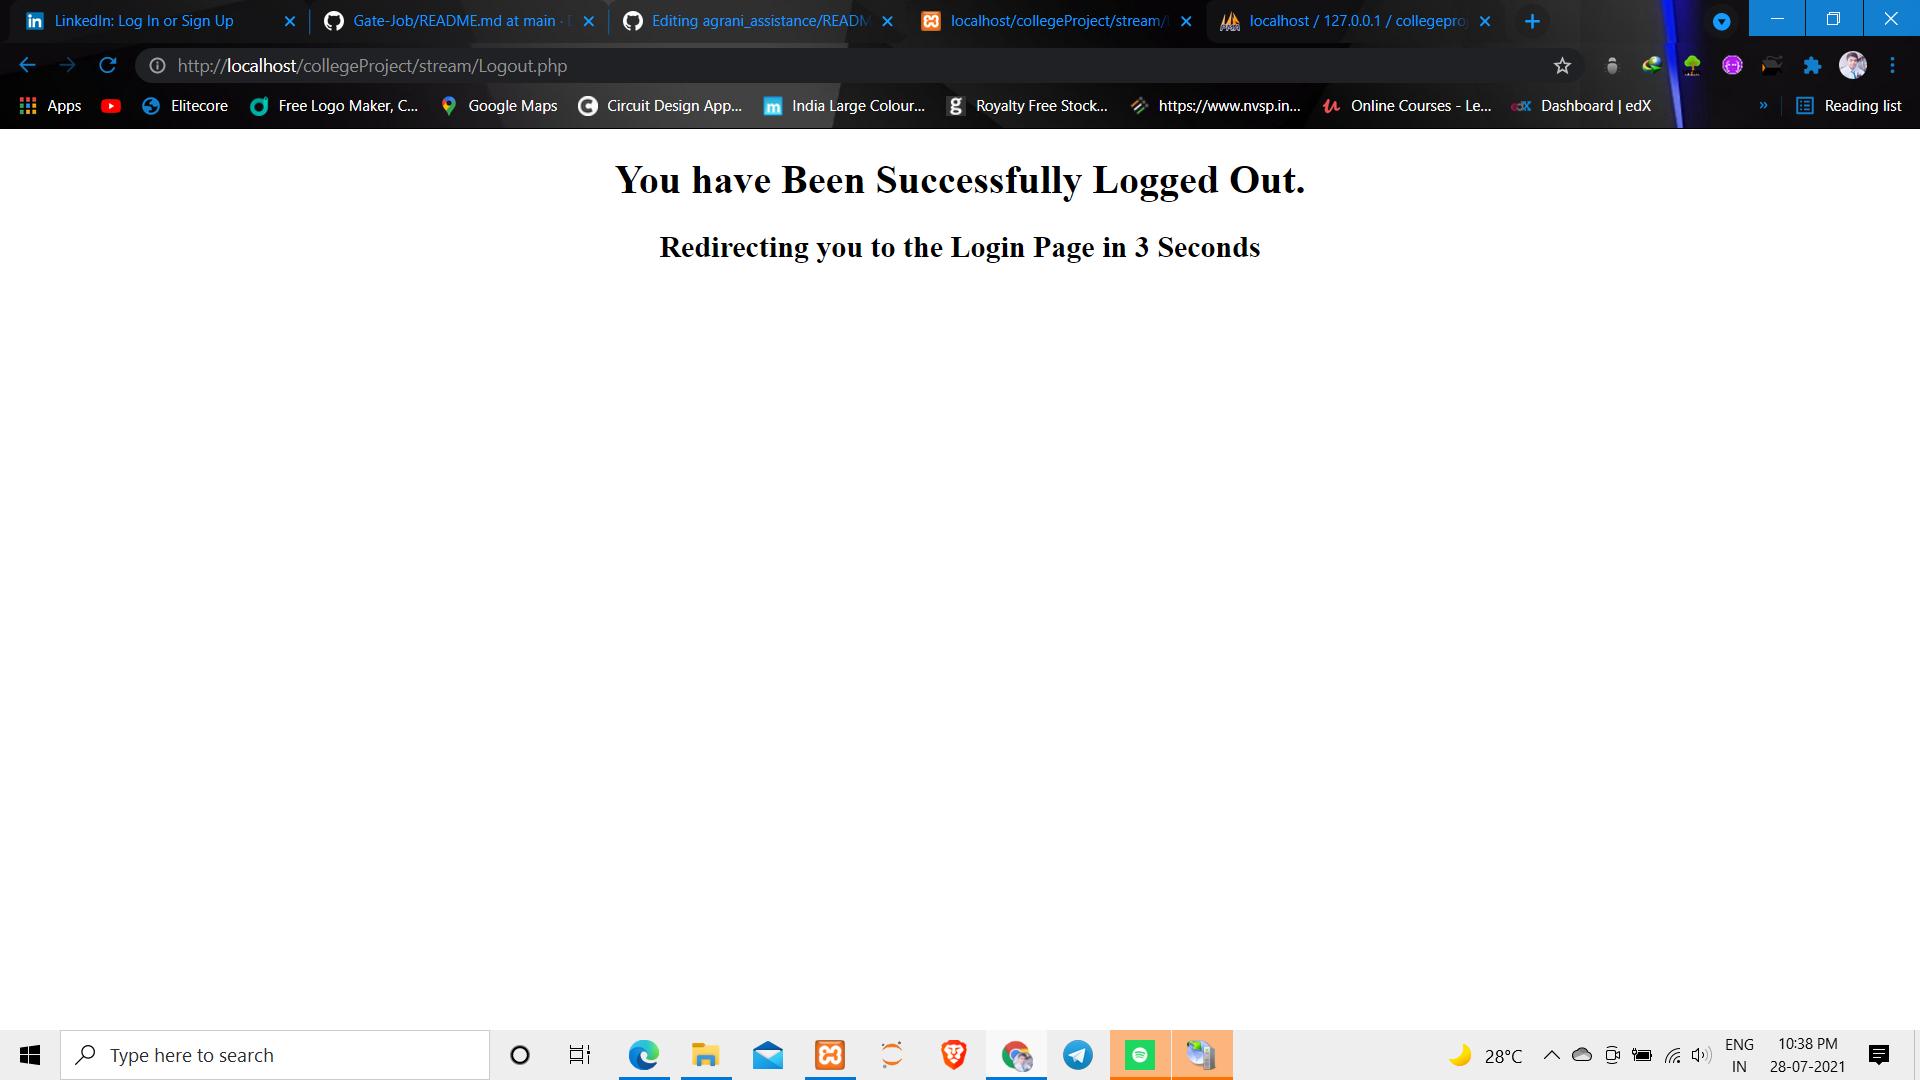 LinkedIn: Log In or Sign Up
Gate-Job/README.md at main ·
Editing agrani_assistance/READM
localhost/collegeProject/stream/
localhost / 127.0.0.1 / collegepro
http://localhost/collegeProject/stream/Logout.php
Apps
Elitecore
Free Logo Maker, C...
Google Maps
Circuit Design App...
India Large Colour...
Royalty Free Stock...
https://www.nvsp.in...
Online Courses - Le...
Dashboard | edX
»
Reading list
You have Been Successfully Logged Out.
Redirecting you to the Login Page in 3 Seconds
Type here to search
28°C
ENG
IN
10:38 PM
28-07-2021